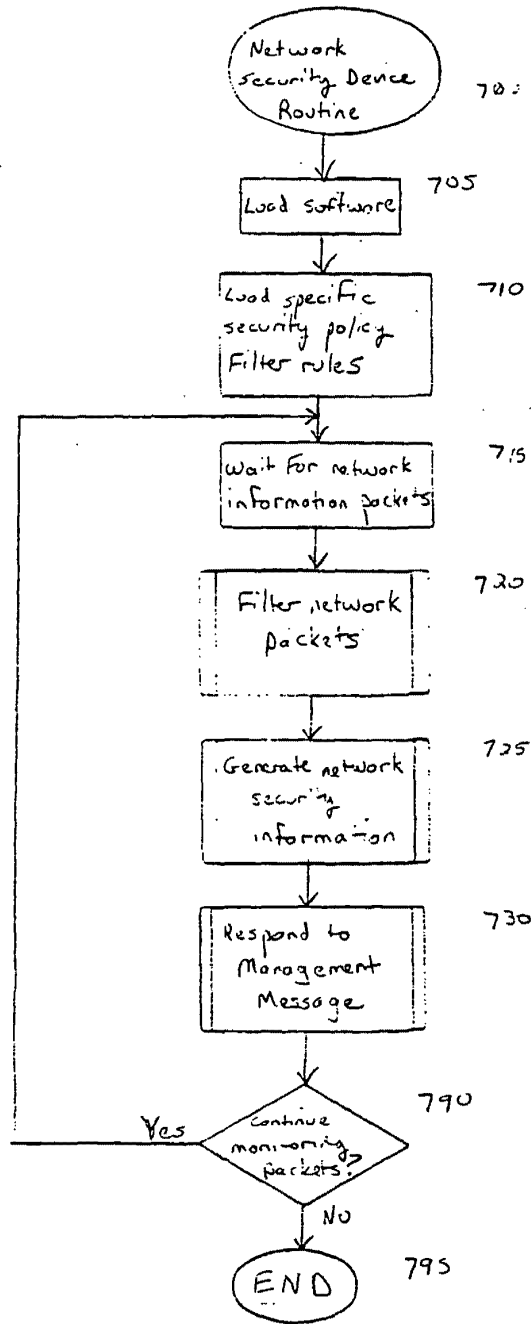 Network
Security Device
Routine
705
Load software
710
Load specific
security policy
Filter rules
715
Wait For network
information packets
720
Filter network
packets
725
Generate network
security
information
730
Respond to
Management
Message
790
Yes
continue
monitoring
packets?
No
END
795